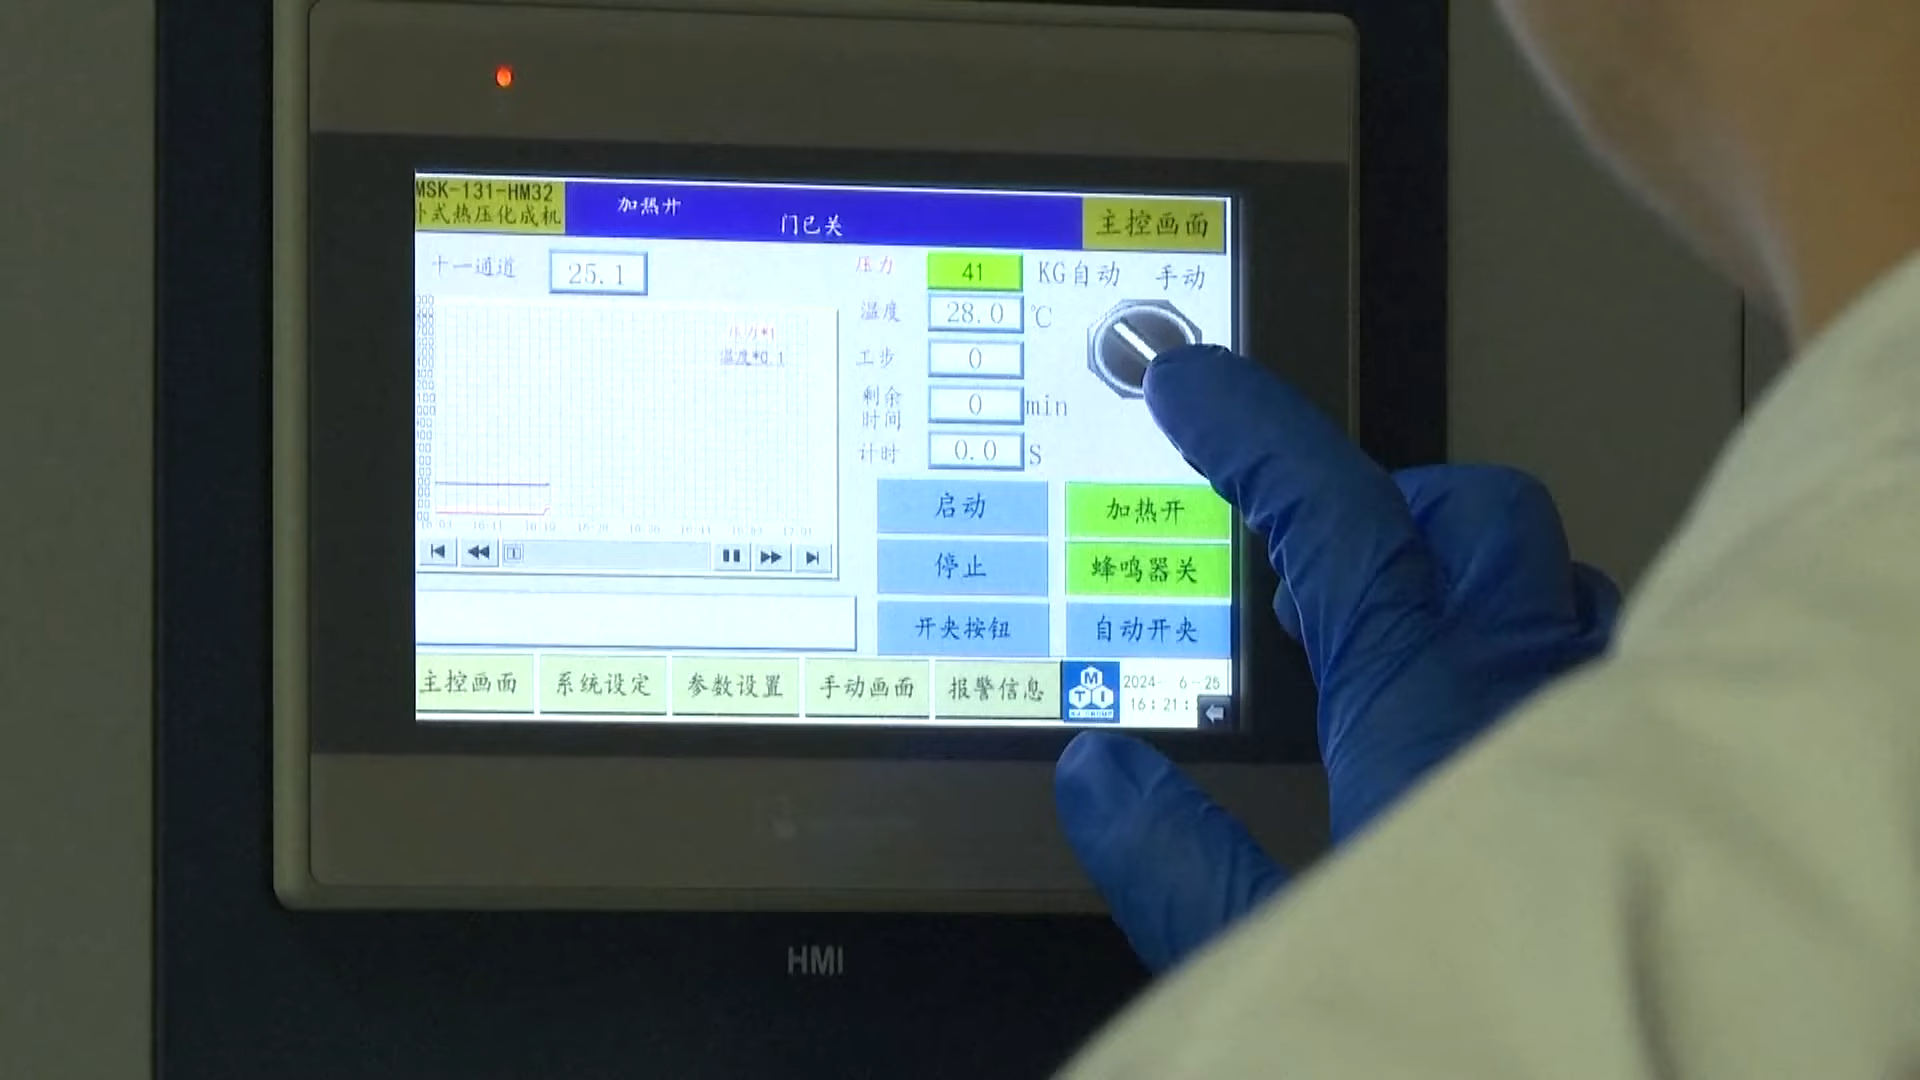 MSK-131-HM32
卧式热压化成机
加热开
门已关
主控画面
十一通道 25.1
压力 41 KG 自动 手动
温度 28.0 ℃
工步 0
剩余时间 0 min
计时 0.0 S
压力*1
温度*0.1
启动 加热开
停止 蜂鸣器关
开夹按钮 自动开夹
主控画面 系统设定 参数设置 手动画面 报警信息
MTI
2024- 6-25
16:21:
HMI